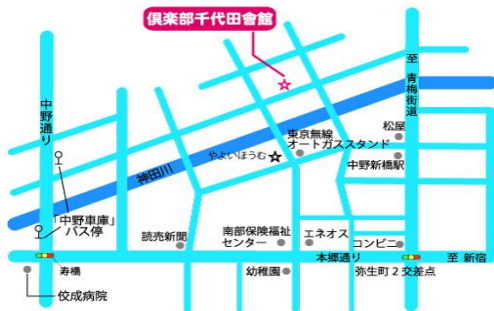 倶楽部千代田會館
至
青梅街道
中野通り
松屋
東京無線
オートガススタンド
やよいほうむ
中野新橋駅
神田川
「中野車庫」
バス停
読売新聞
南部保険福祉
センター
エネオス
コンビニ
本郷通り
至 新宿
寿橋
幼稚園
弥生町2交差点
佼成病院